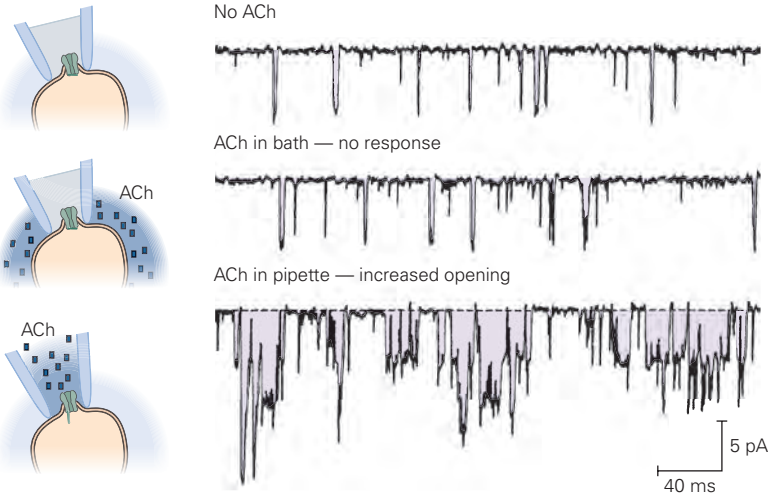 No ACh
ACh in bath — no response
ACh
ACh in pipette — increased opening
ACh
5 pA
40 ms